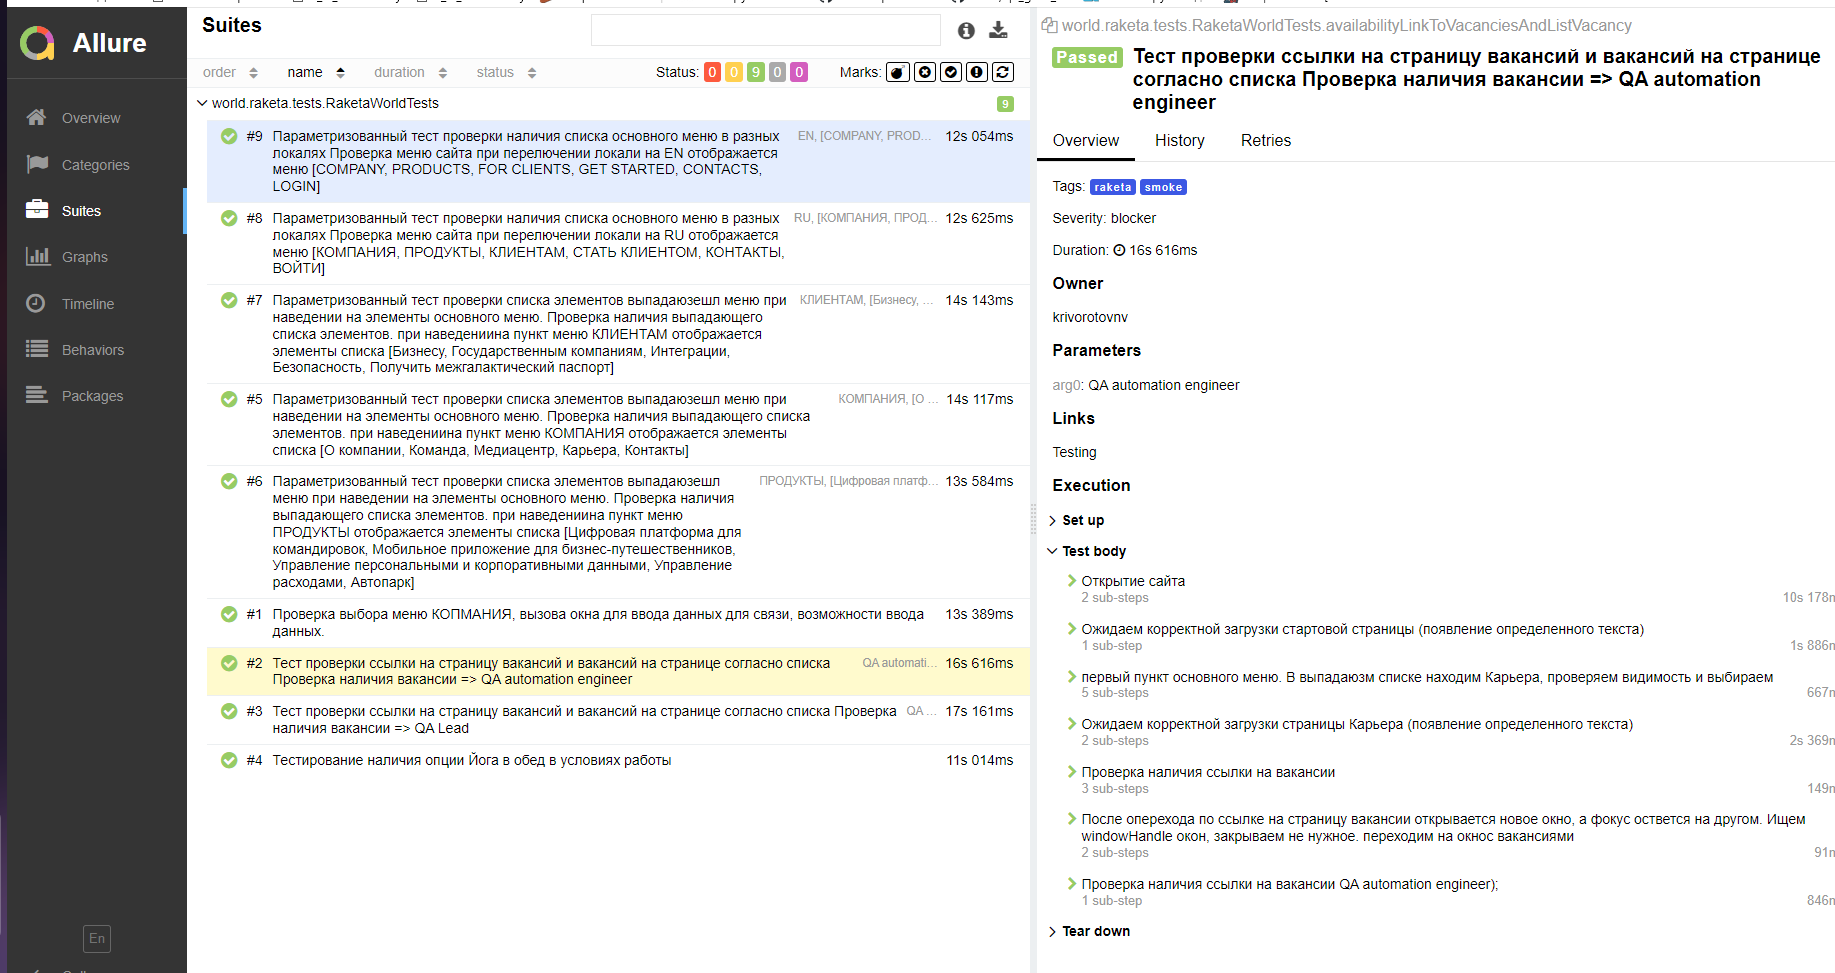 Allure
Overview
Categories
Suites
Graphs
Timeline
Behaviors
Packages
En
Suites
order name duration status Status: 0 0 9 0 0 Marks:
world.raketa.tests.RaketaWorldTests 9
#9 Параметризованный тест проверки наличия списка основного меню в разных EN, [COMPANY, PROD... 12s 054ms
локалях Проверка меню сайта при перелючении локали на EN отображается
меню [COMPANY, PRODUCTS, FOR CLIENTS, GET STARTED, CONTACTS,
LOGIN]
#8 Параметризованный тест проверки наличия списка основного меню в разных RU, [КОМПАНИЯ, ПРОД... 12s 625ms
локалях Проверка меню сайта при перелючении локали на RU отображается
меню [КОМПАНИЯ, ПРОДУКТЫ, КЛИЕНТАМ, СТАТЬ КЛИЕНТОМ, КОНТАКТЫ,
ВОЙТИ]
#7 Параметризованный тест проверки списка элементов выпадаюзешл меню при КЛИЕНТАМ, [Бизнесу, ... 14s 143ms
наведении на элементы основного меню. Проверка наличия выпадающего
списка элементов. при наведениина пункт меню КЛИЕНТАМ отображается
элементы списка [Бизнесу, Государственным компаниям, Интеграции,
Безопасность, Получить межгалактический паспорт]
#5 Параметризованный тест проверки списка элементов выпадаюзешл меню при КОМПАНИЯ, [О ... 14s 117ms
наведении на элементы основного меню. Проверка наличия выпадающего списка
элементов. при наведениина пункт меню КОМПАНИЯ отображается элементы
списка [О компании, Команда, Медиацентр, Карьера, Контакты]
#6 Параметризованный тест проверки списка элементов выпадаюзешл ПРОДУКТЫ, [Цифровая платф... 13s 584ms
меню при наведении на элементы основного меню. Проверка наличия
выпадающего списка элементов. при наведениина пункт меню
ПРОДУКТЫ отображается элементы списка [Цифровая платформа для
командировок, Мобильное приложение для бизнес-путешественников,
Управление персональными и корпоративными данными, Управление
расходами, Автопарк]
#1 Проверка выбора меню КОПМАНИЯ, вызова окна для ввода данных для связи, возможности ввода 13s 389ms
данных.
#2 Тест проверки ссылки на страницу вакансий и вакансий на странице согласно списка QA automati... 16s 616ms
Проверка наличия вакансии => QA automation engineer
#3 Тест проверки ссылки на страницу вакансий и вакансий на странице согласно списка Проверка QA ... 17s 161ms
наличия вакансии => QA Lead
#4 Тестирование наличия опции Йога в обед в условиях работы 11s 014ms
world.raketa.tests.RaketaWorldTests.availabilityLinkToVacanciesAndListVacancy
Passed Тест проверки ссылки на страницу вакансий и вакансий на странице
согласно списка Проверка наличия вакансии => QA automation
engineer
Overview History Retries
Tags: raketa smoke
Severity: blocker
Duration: 16s 616ms
Owner
krivorotovnv
Parameters
arg0: QA automation engineer
Links
Testing
Execution
Set up
Test body
Открытие сайта
2 sub-steps 10s 178m
Ожидаем корректной загрузки стартовой страницы (появление определенного текста)
1 sub-step 1s 886m
первый пункт основного меню. В выпадаюзм списке находим Карьера, проверяем видимость и выбираем
5 sub-steps 667m
Ожидаем корректной загрузки страницы Карьера (появление определенного текста)
2 sub-steps 2s 369m
Проверка наличия ссылки на вакансии
3 sub-steps 149m
После оперехода по ссылке на страницу вакансии открывается новое окно, а фокус остется на другом. Ищем
windowHandle окон, закрываем не нужное. переходим на окнос вакансиями
2 sub-steps 91m
Проверка наличия ссылки на вакансии QA automation engineer);
1 sub-step 846m
Tear down